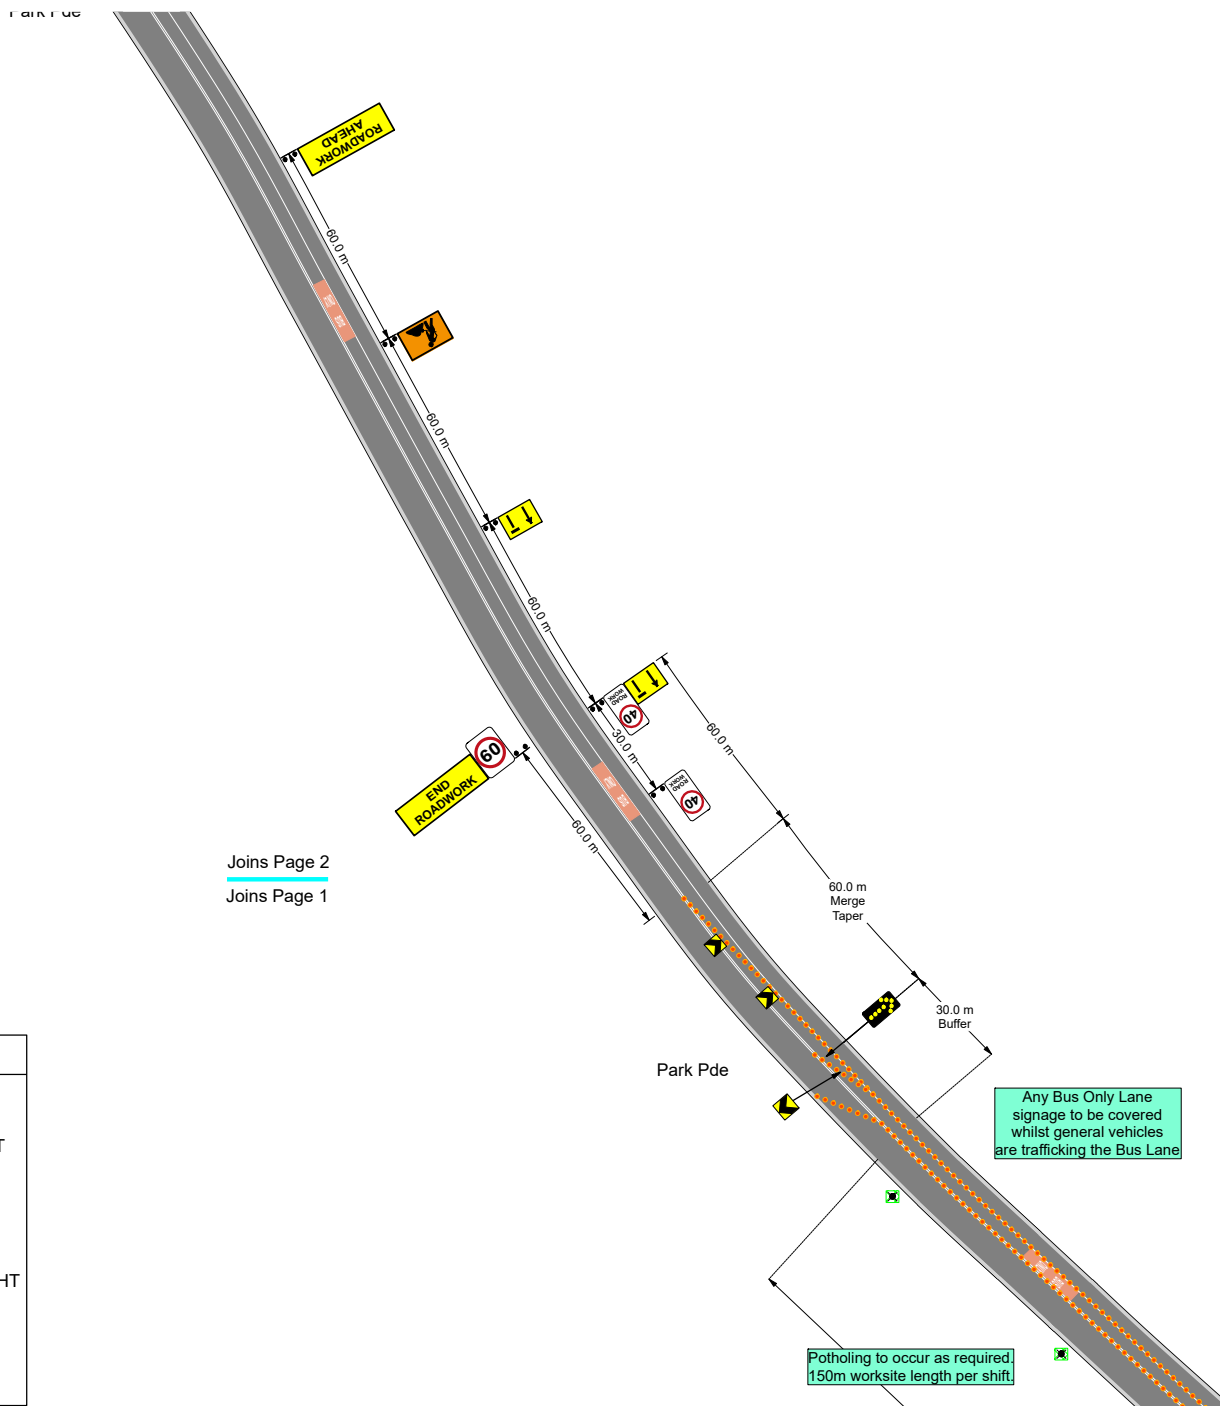 Park Pde
ROADWORK
AHEAD
60.0 m
60.0 m
60.0 m
ROAD
WORK
40
30.0 m
60.0 m
60
END
ROADWORK
ROAD
WORK
40
60.0 m
Joins Page 2
Joins Page 1
60.0 m
Merge
Taper
30.0 m
Buffer
Park Pde
Any Bus Only Lane
signage to be covered
whilst general vehicles
are trafficking the Bus Lane
T
HT
Potholing to occur as required.
150m worksite length per shift.